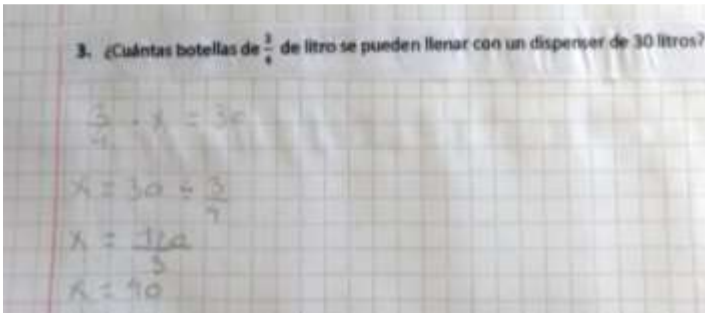 3. ¿Cuántas botellas de 3/4 de litro se pueden llenar con un dispenser de 30 litros?
3/4 · x = 30
x = 30 ÷ 3/4
x = 120/3
x = 40